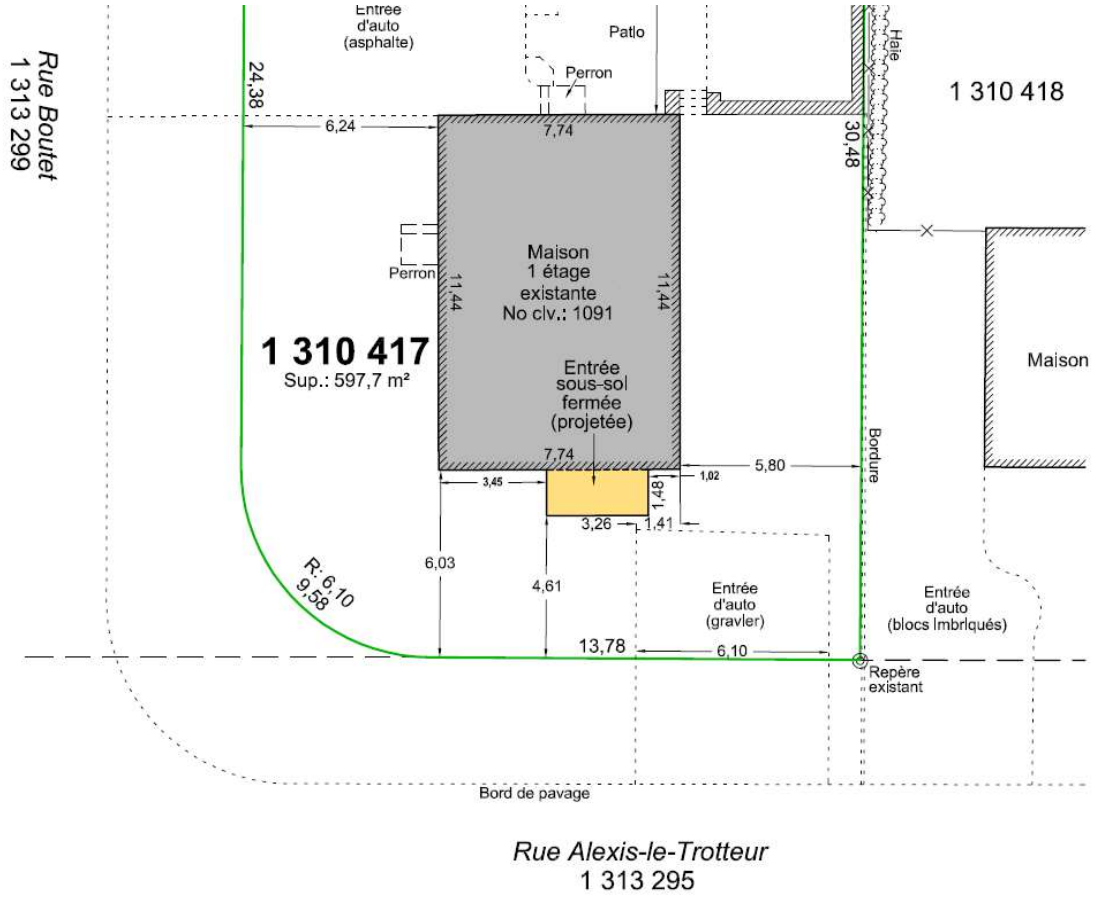 Entrée
d'auto
(asphalte)
Patio
Haie
Perron
1 310 418
Rue Boutet
1 313 299
24,38
6,24
7,74
30,48
Perron
11,44
Maison
1 étage
existante
No civ.: 1091
11,44
1 310 417
Sup.: 597,7 m²
Entrée
sous-sol
fermée
(projetée)
Maison
7,74
5,80
Bordure
3,45
1,48
1,02
3,26
1,41
6,03
4,61
R: 6,10
9,58
Entrée
d'auto
(gravier)
Entrée
d'auto
(blocs imbriqués)
13,78
6,10
Repère
existant
Bord de pavage
Rue Alexis-le-Trotteur
1 313 295